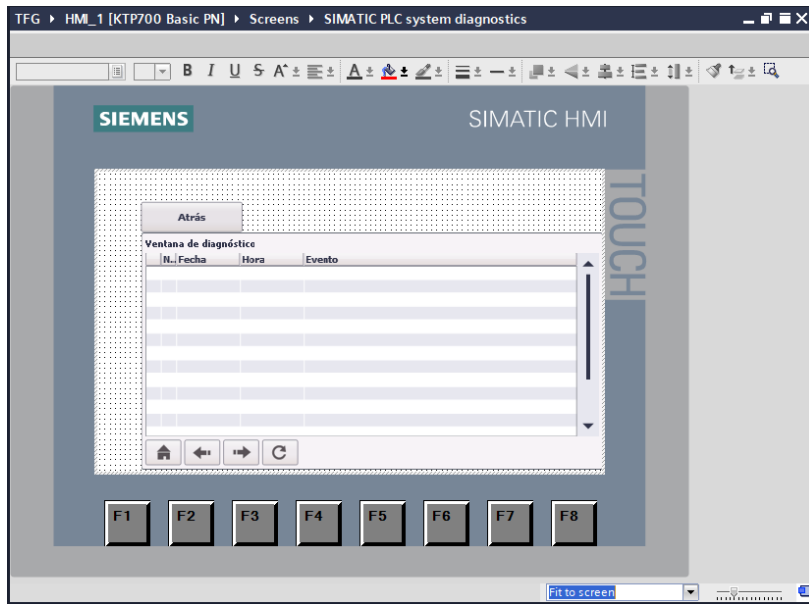 TFG ▸ HMI_1 [KTP700 Basic PN] ▸ Screens ▸ SIMATIC PLC system diagnostics
B I U S A A
SIEMENS
SIMATIC HMI
TOUCH
Atrás
Ventana de diagnóstico
N.. Fecha Hora Evento
F1 F2 F3 F4 F5 F6 F7 F8
Fit to screen